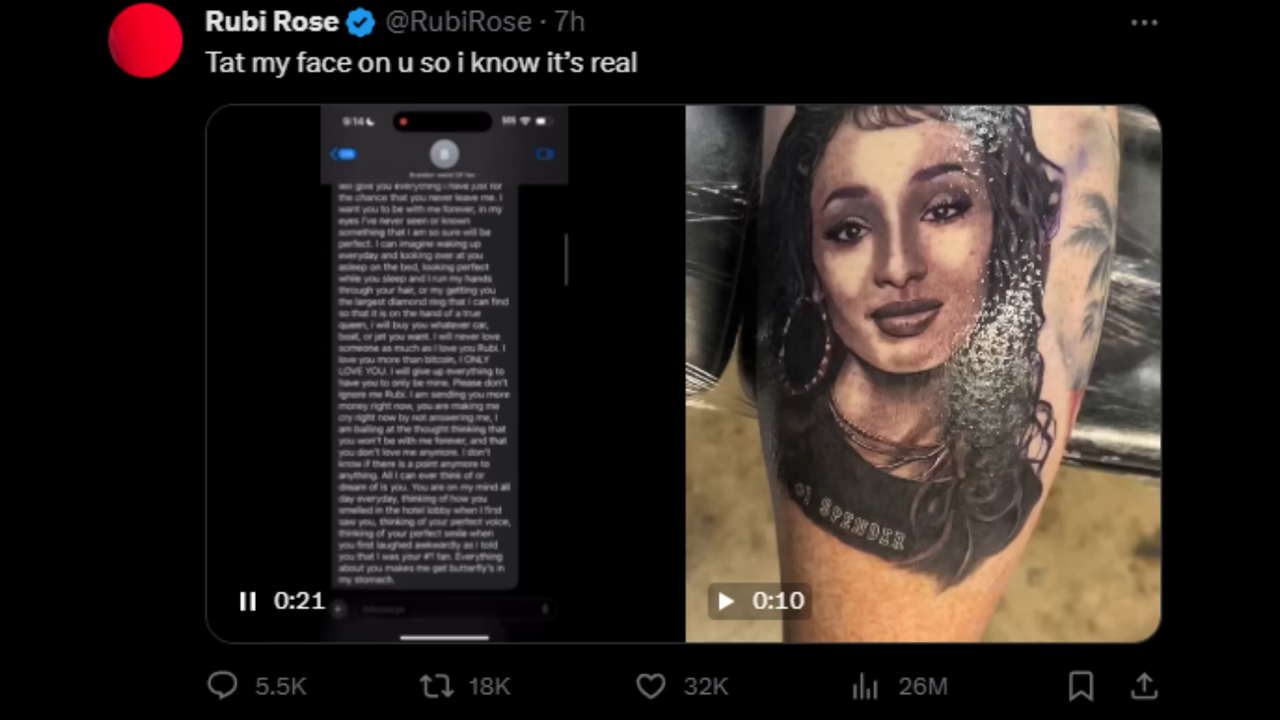 Rubi Rose @RubiRose · 7h
Tat my face on u so i know it's real
9:14
SOS
will give you everything I have just for
the chance that you never leave me. I
want you to be with me forever, in my
eyes I've never seen or known
something that I am so sure will be
perfect. I can imagine waking up
everyday and looking over at you
asleep on the bed, looking perfect
while you sleep and I run my hands
through your hair, or my getting you
the largest diamond ring that I can find
so that it is on the hand of a true
queen, I will buy you whatever car,
boat, or jet you want. I will never love
someone as much as I love you Rubi. I
love you more than bitcoin, I ONLY
LOVE YOU. I will give up everything to
have you to only be mine. Please don't
ignore me Rubi. I am sending you more
money right now, you are making me
cry right now by not answering me, I
am balling at the thought thinking that
you won't be with me forever, and that
you don't love me anymore. I don't
know if there is a point anymore to
anything. All I can ever think of or
dream of is you. You are on my mind all
day everyday, thinking of how you
smelled in the hotel lobby when I first
saw you, thinking of your perfect voice,
thinking of your perfect smile when
you first laughed awkwardly as i told
you that I was your #1 fan. Everything
about you makes me get butterfly's in
my stomach.
iMessage
0:21
#1 SPENDER
0:10
5.5K 18K 32K 26M